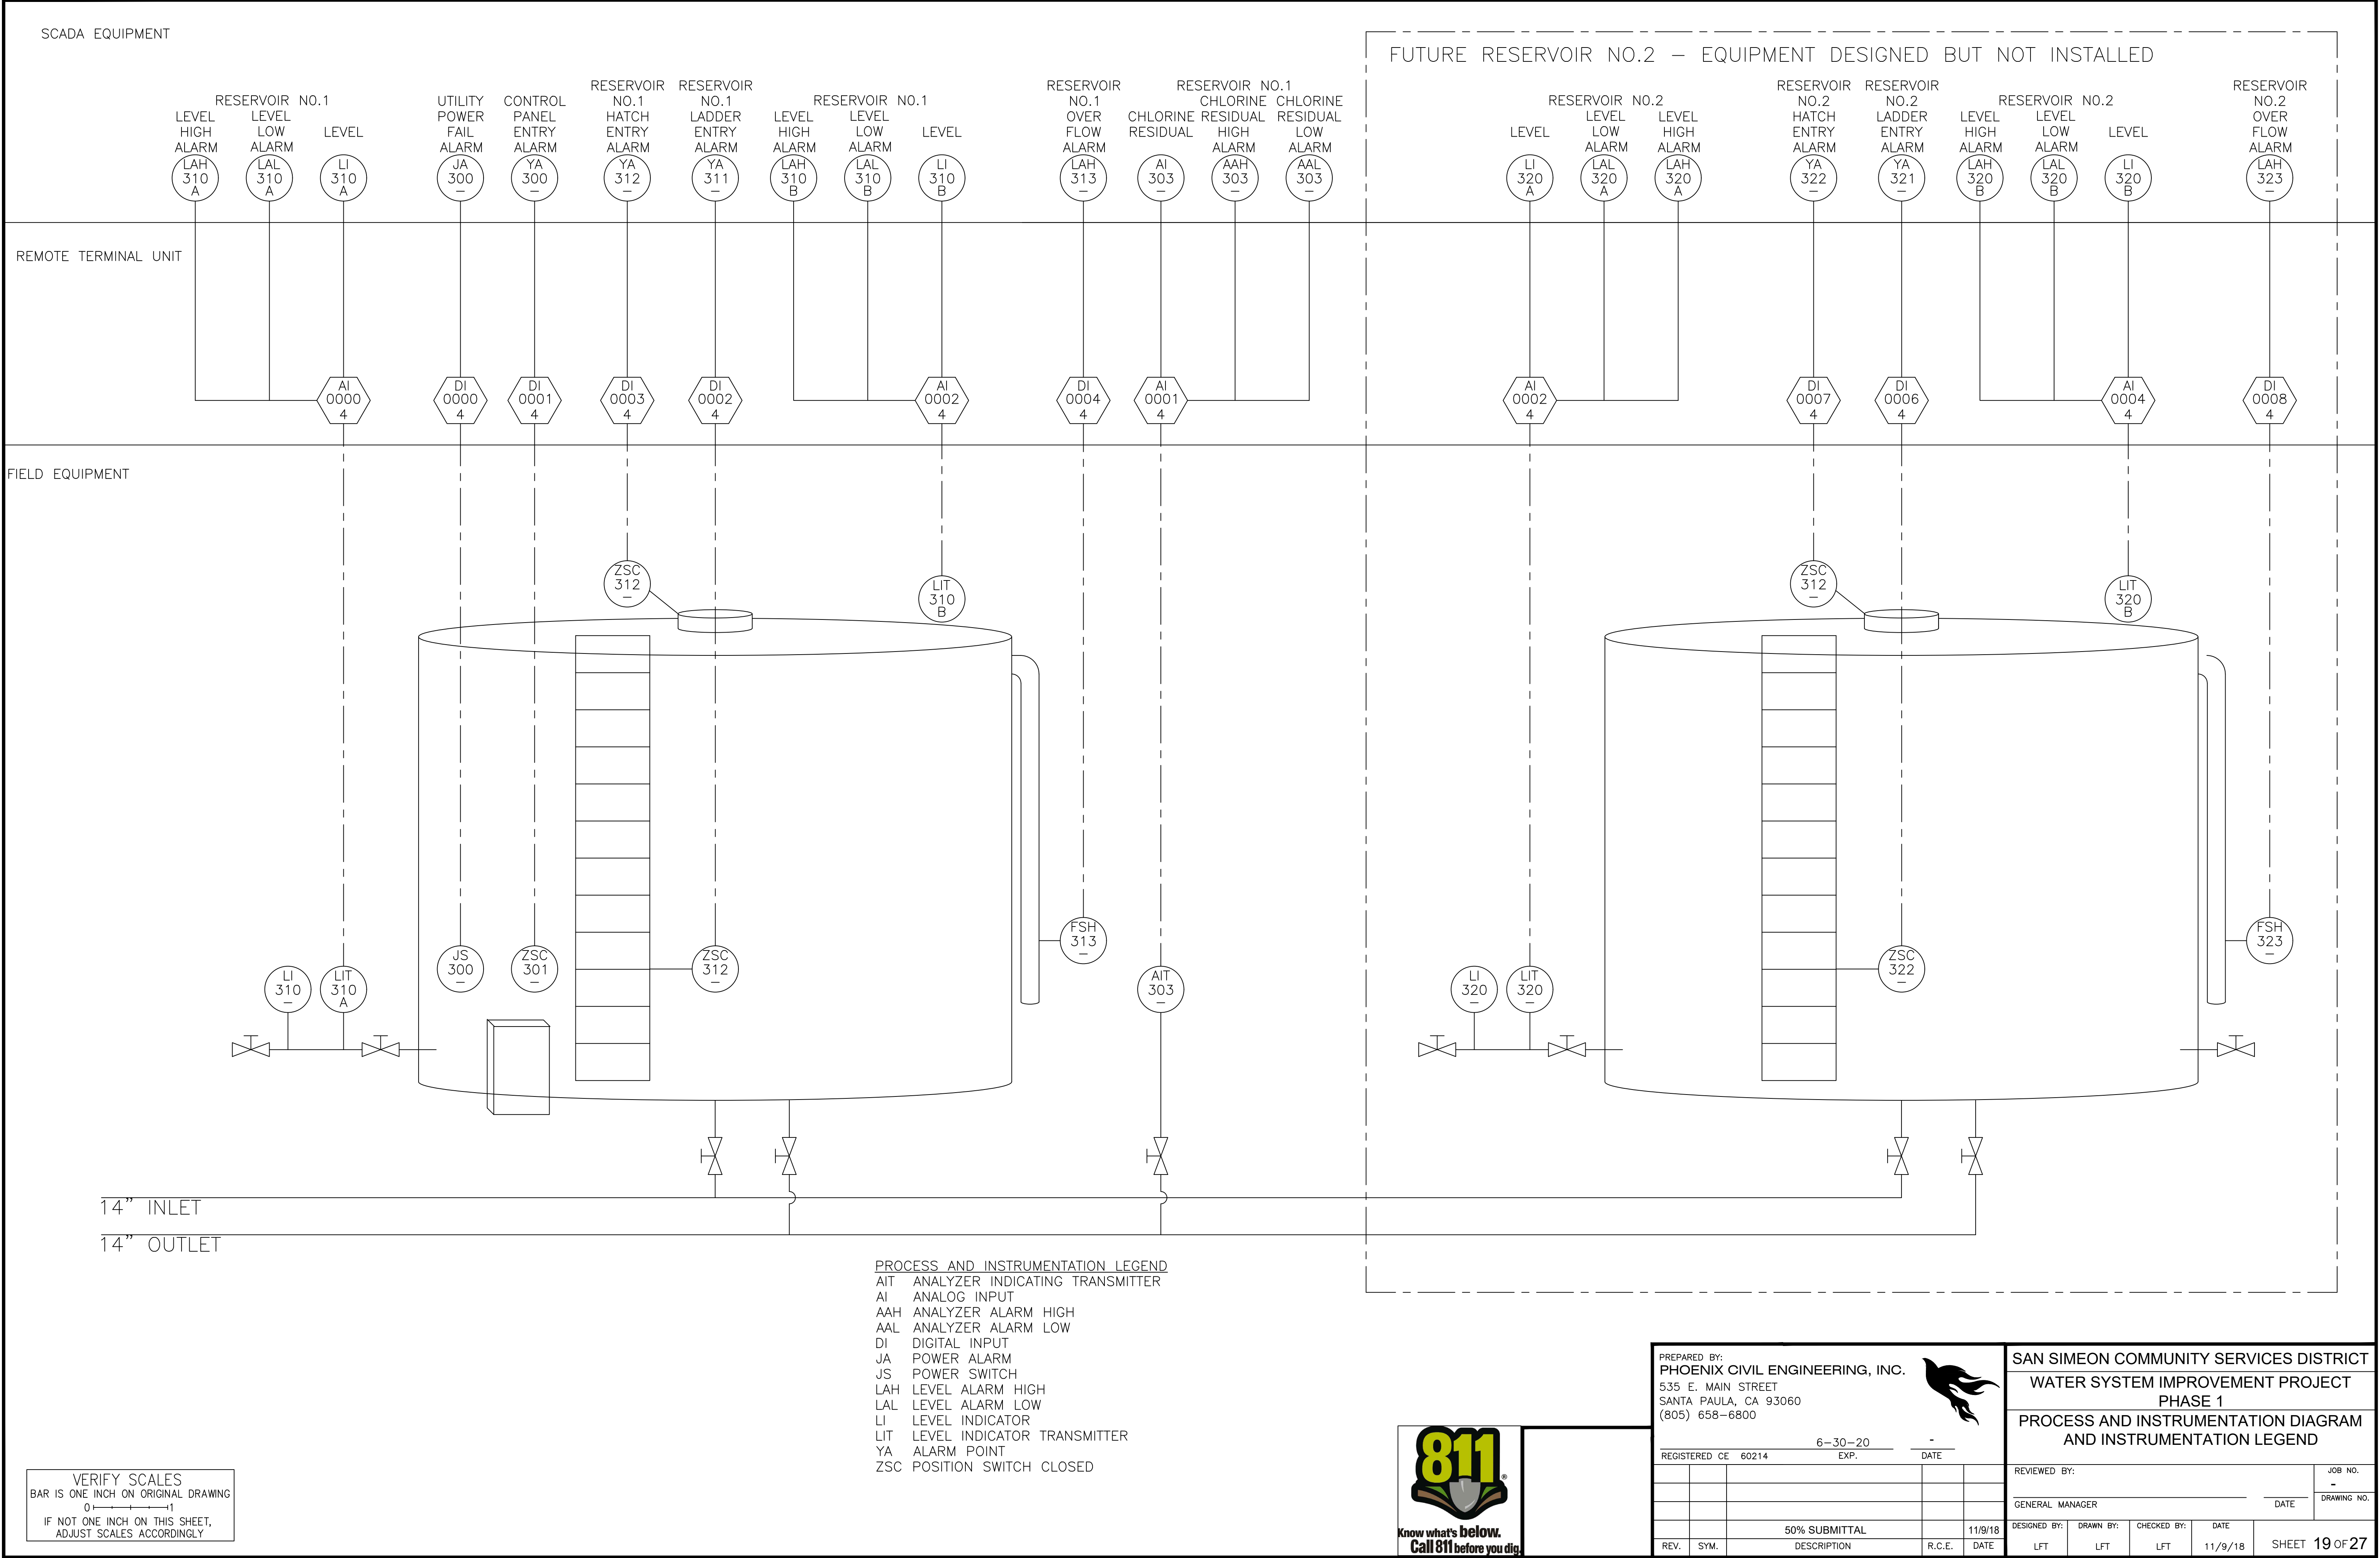 SCADA EQUIPMENT
FUTURE RESERVOIR NO.2 – EQUIPMENT DESIGNED BUT NOT INSTALLED
RESERVOIR NO.1
LEVEL HIGH ALARM
LEVEL LOW ALARM
LEVEL
UTILITY POWER FAIL ALARM
CONTROL PANEL ENTRY ALARM
RESERVOIR NO.1 HATCH ENTRY ALARM
RESERVOIR NO.1 LADDER ENTRY ALARM
RESERVOIR NO.1
LEVEL HIGH ALARM
LEVEL LOW ALARM
LEVEL
RESERVOIR NO.1 OVER FLOW ALARM
RESERVOIR NO.1
CHLORINE RESIDUAL
CHLORINE RESIDUAL HIGH ALARM
CHLORINE RESIDUAL LOW ALARM
RESERVOIR NO.2
LEVEL
LEVEL LOW ALARM
LEVEL HIGH ALARM
RESERVOIR NO.2 HATCH ENTRY ALARM
RESERVOIR NO.2 LADDER ENTRY ALARM
RESERVOIR NO.2
LEVEL HIGH ALARM
LEVEL LOW ALARM
LEVEL
RESERVOIR NO.2 OVER FLOW ALARM
LAH 310 A
LAL 310 A
LI 310 A
JA 300 –
YA 300 –
YA 312 –
YA 311 –
LAH 310 B
LAL 310 B
LI 310 B
LAH 313 –
AI 303 –
AAH 303 –
AAL 303 –
LI 320 A
LAL 320 A
LAH 320 A
YA 322 –
YA 321 –
LAH 320 B
LAL 320 B
LI 320 B
LAH 323 –
REMOTE TERMINAL UNIT
AI 0000 4
DI 0000 4
DI 0001 4
DI 0003 4
DI 0002 4
AI 0002 4
DI 0004 4
AI 0001 4
AI 0002 4
DI 0007 4
DI 0006 4
AI 0004 4
DI 0008 4
FIELD EQUIPMENT
ZSC 312 –
LIT 310 B
ZSC 312 –
LIT 320 B
FSH 313 –
FSH 323 –
LI 310 –
LIT 310 A
JS 300 –
ZSC 301 –
ZSC 312 –
AIT 303 –
LI 320 –
LIT 320 –
ZSC 322 –
14" INLET
14" OUTLET
PROCESS AND INSTRUMENTATION LEGEND
AIT ANALYZER INDICATING TRANSMITTER
AI ANALOG INPUT
AAH ANALYZER ALARM HIGH
AAL ANALYZER ALARM LOW
DI DIGITAL INPUT
JA POWER ALARM
JS POWER SWITCH
LAH LEVEL ALARM HIGH
LAL LEVEL ALARM LOW
LI LEVEL INDICATOR
LIT LEVEL INDICATOR TRANSMITTER
YA ALARM POINT
ZSC POSITION SWITCH CLOSED
VERIFY SCALES
BAR IS ONE INCH ON ORIGINAL DRAWING
0 1
IF NOT ONE INCH ON THIS SHEET,
ADJUST SCALES ACCORDINGLY
811 ®
Know what's below.
Call 811 before you dig.
PREPARED BY:
PHOENIX CIVIL ENGINEERING, INC.
535 E. MAIN STREET
SANTA PAULA, CA 93060
(805) 658–6800
6–30–20 -
REGISTERED CE 60214 EXP. DATE
50% SUBMITTAL 11/9/18
REV. SYM. DESCRIPTION R.C.E. DATE
SAN SIMEON COMMUNITY SERVICES DISTRICT
WATER SYSTEM IMPROVEMENT PROJECT
PHASE 1
PROCESS AND INSTRUMENTATION DIAGRAM
AND INSTRUMENTATION LEGEND
REVIEWED BY:
GENERAL MANAGER DATE
JOB NO.
-
DRAWING NO.
DESIGNED BY: DRAWN BY: CHECKED BY: DATE
LFT LFT LFT 11/9/18
SHEET 19 OF 27